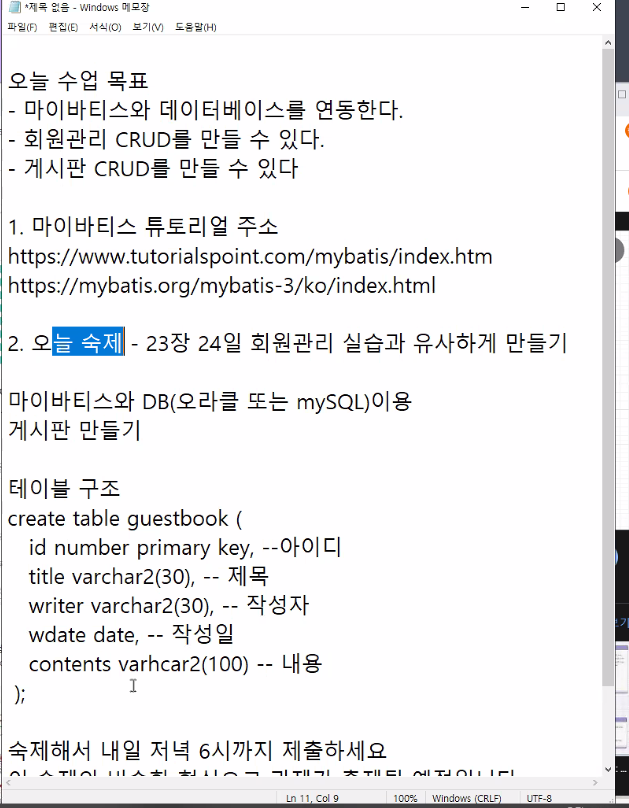 *제목 없음 - Windows 메모장
파일(F) 편집(E) 서식(O) 보기(V) 도움말(H)
오늘 수업 목표
- 마이바티스와 데이터베이스를 연동한다.
- 회원관리 CRUD를 만들 수 있다.
- 게시판 CRUD를 만들 수 있다
1. 마이바티스 튜토리얼 주소
https://www.tutorialspoint.com/mybatis/index.htm
https://mybatis.org/mybatis-3/ko/index.html
2. 오늘 숙제 - 23장 24일 회원관리 실습과 유사하게 만들기
마이바티스와 DB(오라클 또는 mySQL)이용
게시판 만들기
테이블 구조
create table guestbook (
id number primary key, --아이디
title varchar2(30), -- 제목
writer varchar2(30), -- 작성자
wdate date, -- 작성일
contents varhcar2(100) -- 내용
);
숙제해서 내일 저녁 6시까지 제출하세요
Ln 11, Col 9 100% Windows (CRLF) UTF-8